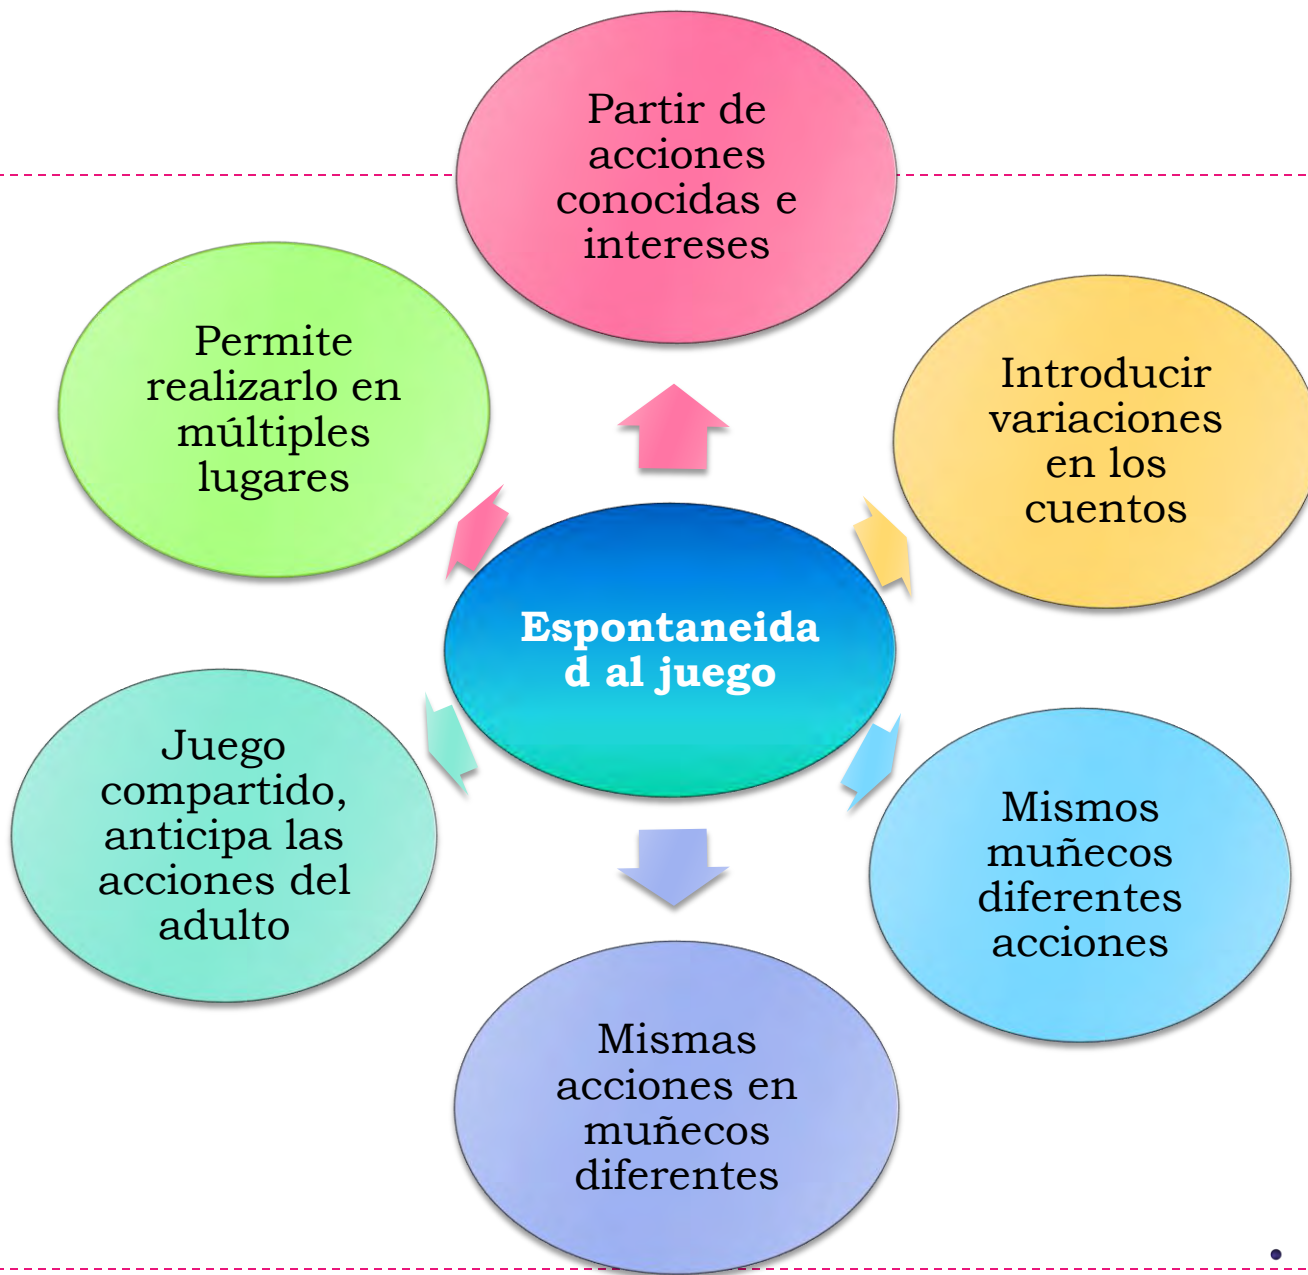 Partir de
acciones
conocidas e
intereses
Introducir
variaciones
en los
cuentos
Mismos
muñecos
diferentes
acciones
Mismas
acciones en
muñecos
diferentes
Juego
compartido,
anticipa las
acciones del
adulto
Permite
realizarlo en
múltiples
lugares
Espontaneida
d al juego